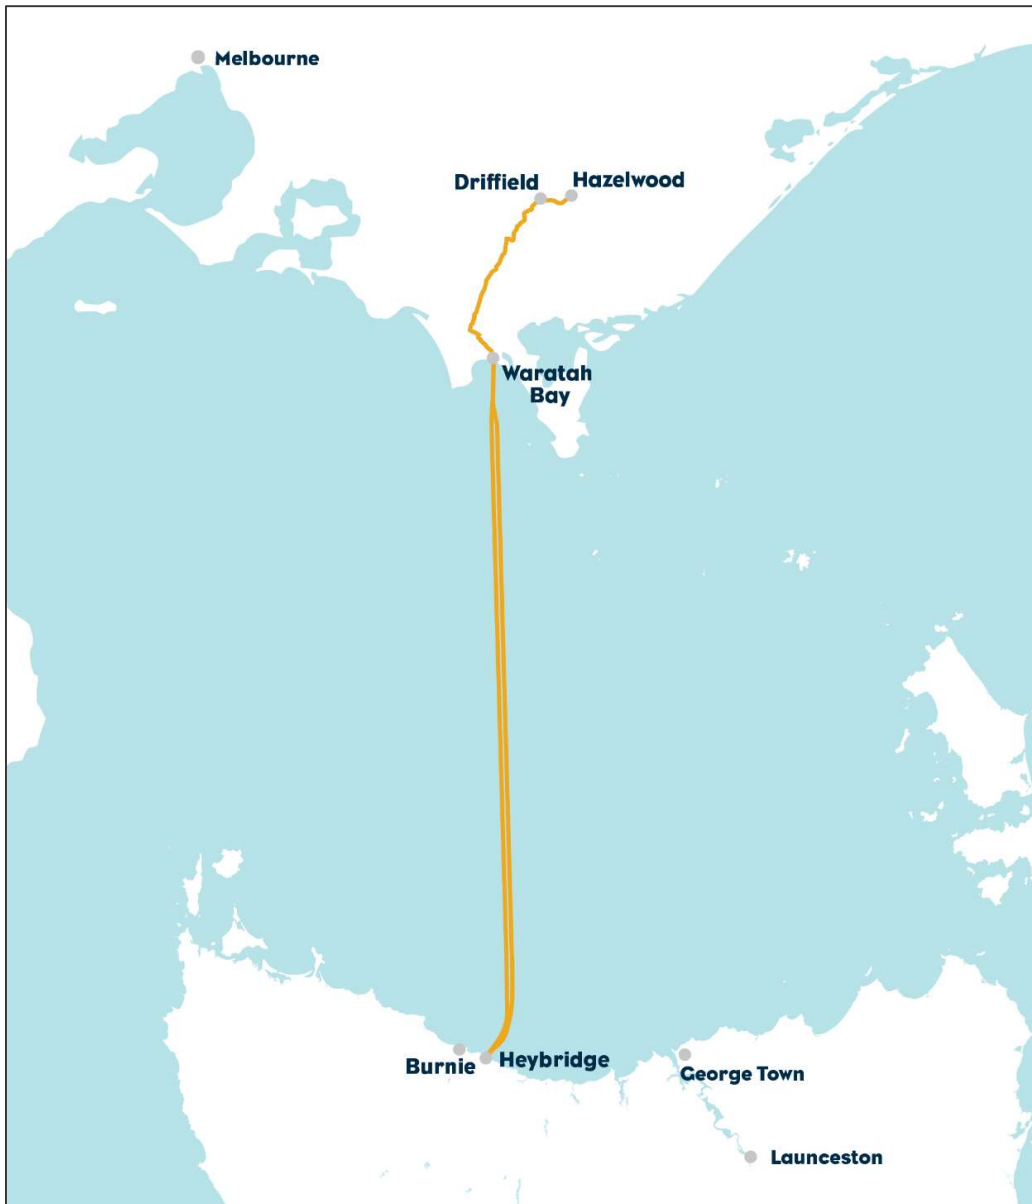 Melbourne
Driffield
Hazelwood
Waratah
Bay
Burnie
Heybridge
George Town
Launceston